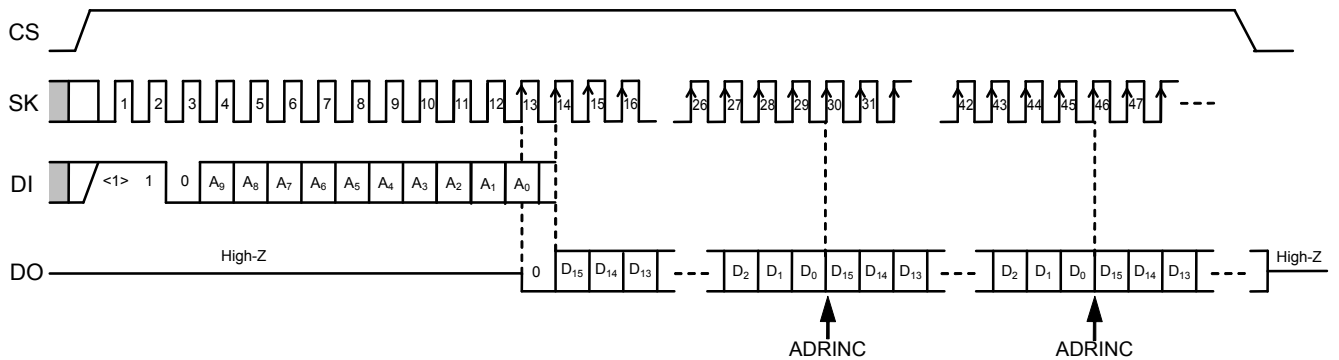 CS
SK 1 2 3 4 5 6 7 8 9 10 11 12 13 14 15 16 26 27 28 29 30 31 42 43 44 45 46 47
DI <1> 1 0 A9 A8 A7 A6 A5 A4 A3 A2 A1 A0
DO High-Z 0 D15 D14 D13 D2 D1 D0 D15 D14 D13 D2 D1 D0 D15 D14 D13 High-Z
ADRINC ADRINC